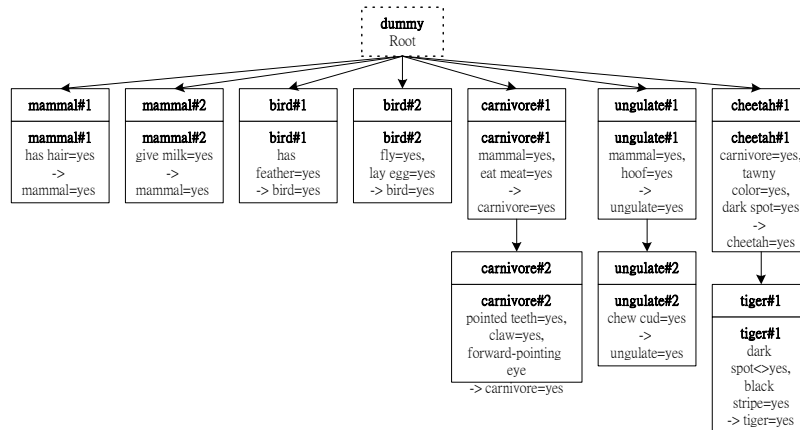 dummy
Root
mammal#1
mammal#1
has hair=yes
->
mammal=yes
mammal#2
mammal#2
give milk=yes
->
mammal=yes
bird#1
bird#1
has
feather=yes
-> bird=yes
bird#2
bird#2
fly=yes,
lay egg=yes
-> bird=yes
carnivore#1
carnivore#1
mammal=yes,
eat meat=yes
->
carnivore=yes
ungulate#1
ungulate#1
mammal=yes,
hoof=yes
->
ungulate=yes
cheetah#1
cheetah#1
carnivore=yes,
tawny
color=yes,
dark spot=yes
->
cheetah=yes
carnivore#2
carnivore#2
pointed teeth=yes,
claw=yes,
forward-pointing
eye
-> carnivore=yes
ungulate#2
ungulate#2
chew cud=yes
->
ungulate=yes
tiger#1
tiger#1
dark
spot<>yes,
black
stripe=yes
-> tiger=yes